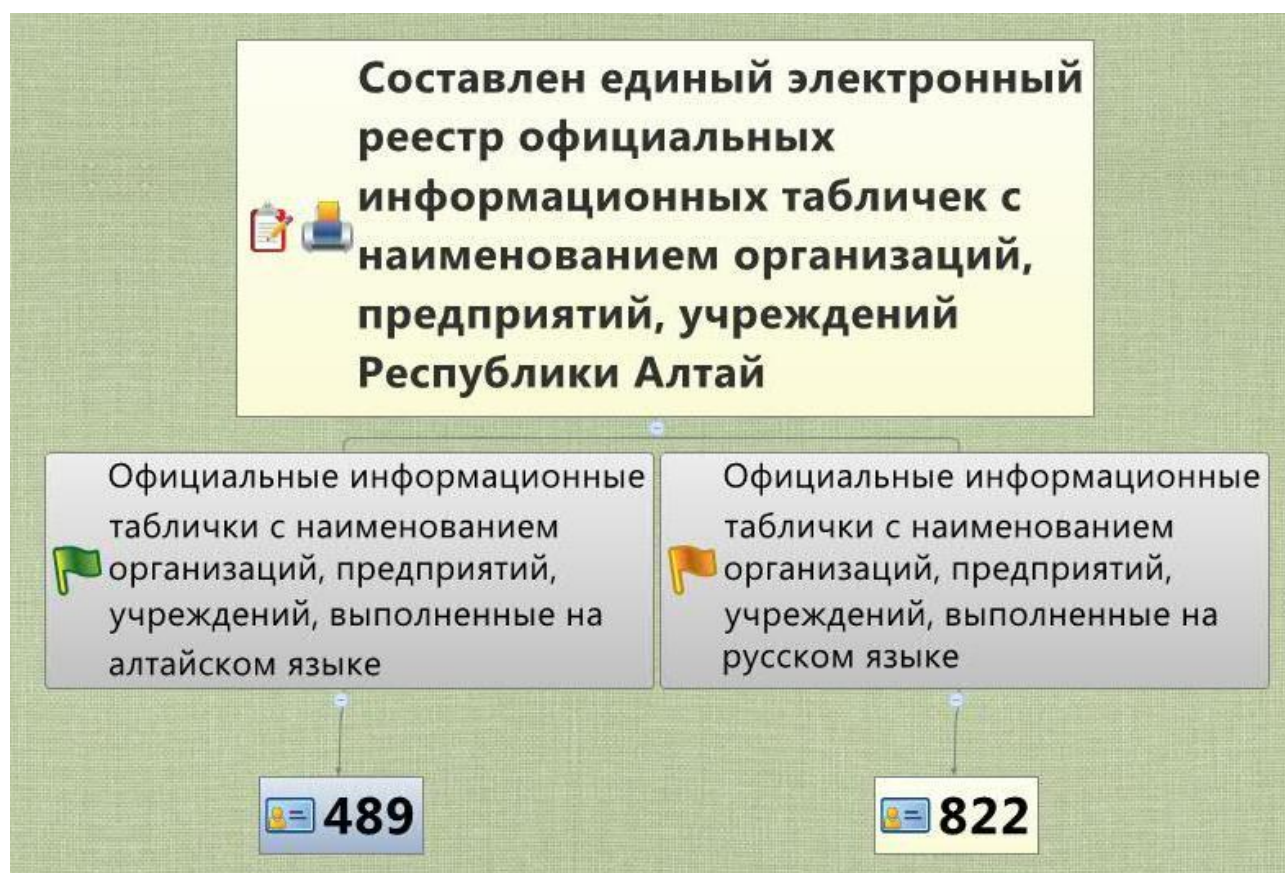 Составлен единый электронный
реестр официальных
информационных табличек с
наименованием организаций,
предприятий, учреждений
Республики Алтай
Официальные информационные
таблички с наименованием
организаций, предприятий,
учреждений, выполненные на
алтайском языке
Официальные информационные
таблички с наименованием
организаций, предприятий,
учреждений, выполненные на
русском языке
489
822